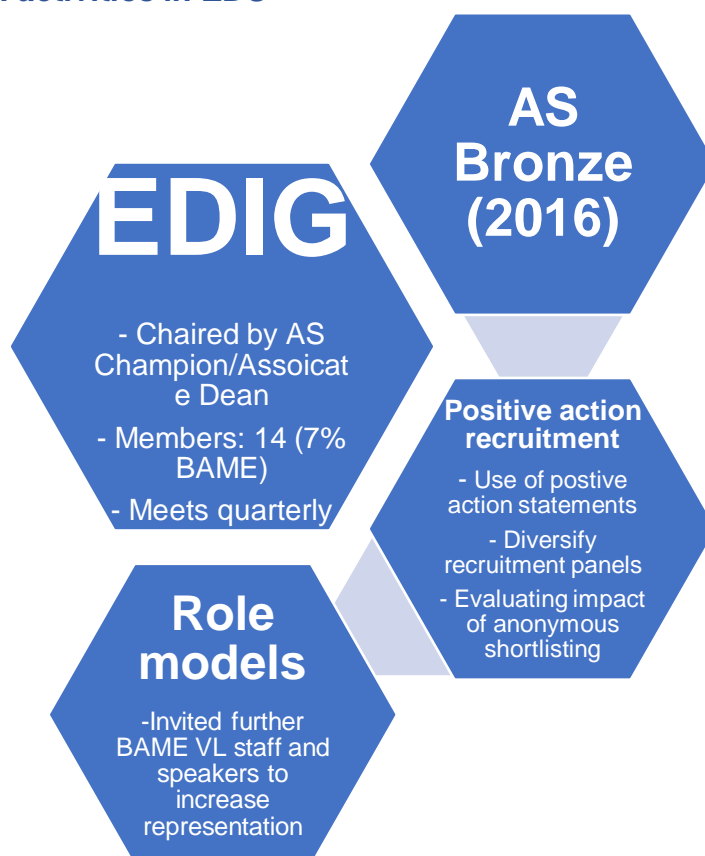 AS
Bronze
(2016)
EDIG
- Chaired by AS
Champion/Assoicat
e Dean
- Members: 14 (7%
BAME)
- Meets quarterly
Positive action
recruitment
- Use of postive
action statements
- Diversify
recruitment panels
- Evaluating impact
of anonymous
shortlisting
Role
models
-Invited further
BAME VL staff and
speakers to
increase
representation